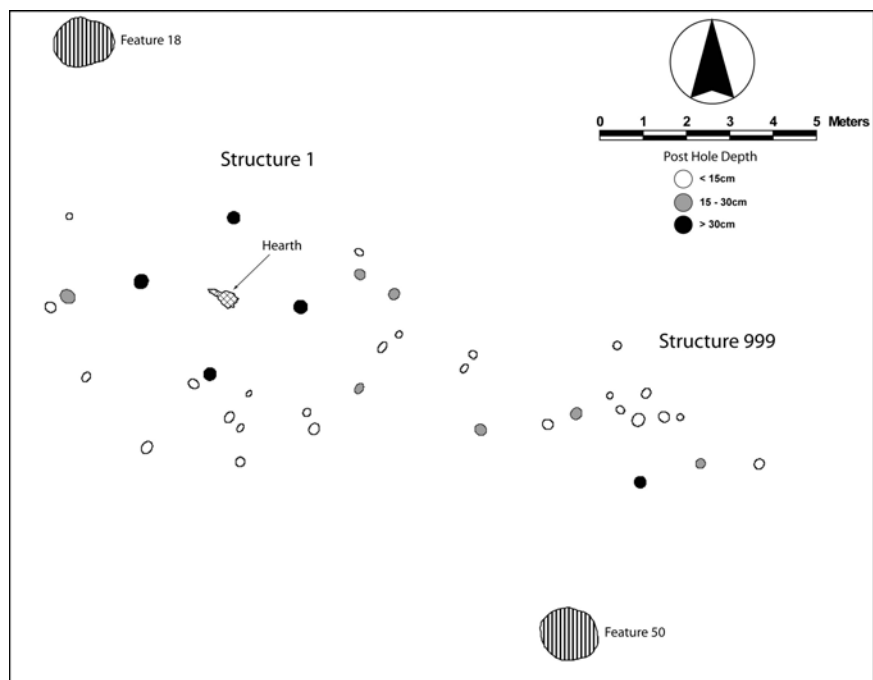 Feature 18
0 1 2 3 4 5 Meters
Post Hole Depth
< 15cm
15 - 30cm
> 30cm
Structure 1
Hearth
Structure 999
Feature 50